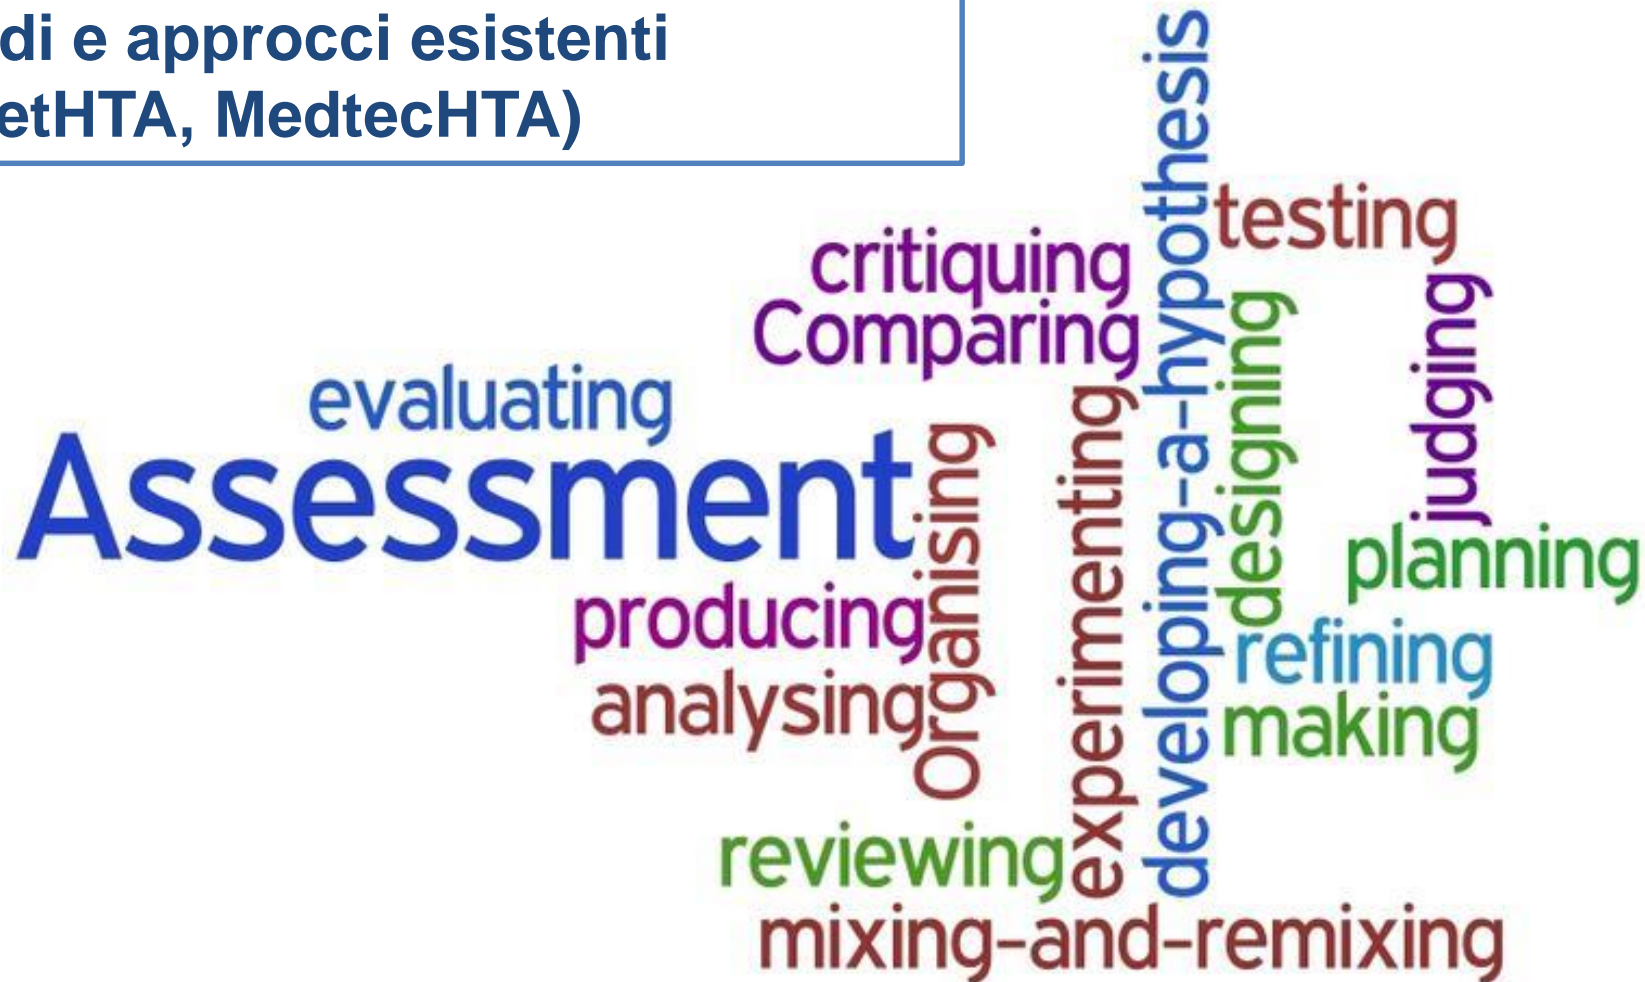 di e approcci esistenti
etHTA, MedtecHTA)
developing-a-hypothesis
testing
critiquing
Comparing
judging
designing
evaluating
experimenting
Assessment
Organising
planning
producing
refining
analysing
making
reviewing
mixing-and-remixing